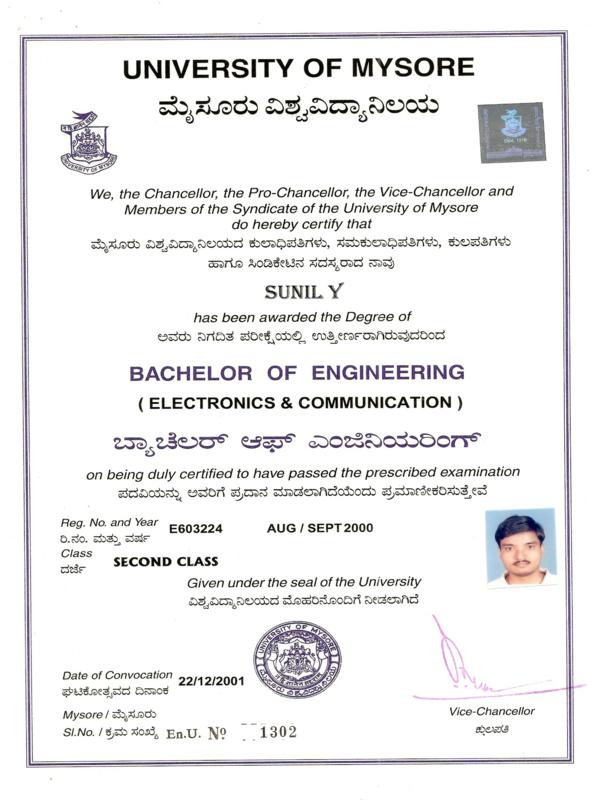 UNIVERSITY OF MYSORE
ಮೈಸೂರು ವಿಶ್ವವಿದ್ಯಾನಿಲಯ
UNIVERSITY OF MYSORE
We, the Chancellor, the Pro-Chancellor, the Vice-Chancellor and
Members of the Syndicate of the University of Mysore
do hereby certify that
ಮೈಸೂರು ವಿಶ್ವವಿದ್ಯಾನಿಲಯದ ಕುಲಾಧಿಪತಿಗಳು, ಸಮಕುಲಾಧಿಪತಿಗಳು, ಕುಲಪತಿಗಳು
ಹಾಗೂ ಸಿಂಡಿಕೇಟಿನ ಸದಸ್ಯರಾದ ನಾವು
SUNIL Y
has been awarded the Degree of
ಅವರು ನಿಗದಿತ ಪರೀಕ್ಷೆಯಲ್ಲಿ ಉತ್ತೀರ್ಣರಾಗಿರುವುದರಿಂದ
BACHELOR OF ENGINEERING
( ELECTRONICS & COMMUNICATION )
ಬ್ಯಾಚೆಲರ್ ಆಫ್ ಎಂಜಿನಿಯರಿಂಗ್
on being duly certified to have passed the prescribed examination
ಪದವಿಯನ್ನು ಅವರಿಗೆ ಪ್ರದಾನ ಮಾಡಲಾಗಿದೆಯೆಂದು ಪ್ರಮಾಣೀಕರಿಸುತ್ತೇವೆ
Reg. No. and Year E603224 AUG / SEPT 2000
ರಿ.ನಂ. ಮತ್ತು ವರ್ಷ
Class SECOND CLASS
ದರ್ಜೆ
Given under the seal of the University
ವಿಶ್ವವಿದ್ಯಾನಿಲಯದ ಮೊಹರಿನೊಂದಿಗೆ ನೀಡಲಾಗಿದೆ
UNIVERSITY OF MYSORE
Date of Convocation 22/12/2001
ಘಟಿಕೋತ್ಸವದ ದಿನಾಂಕ
Mysore / ಮೈಸೂರು
Vice-Chancellor
Sl.No. / ಕ್ರಮ ಸಂಖ್ಯೆ En.U. № 1302
ಕುಲಪತಿ